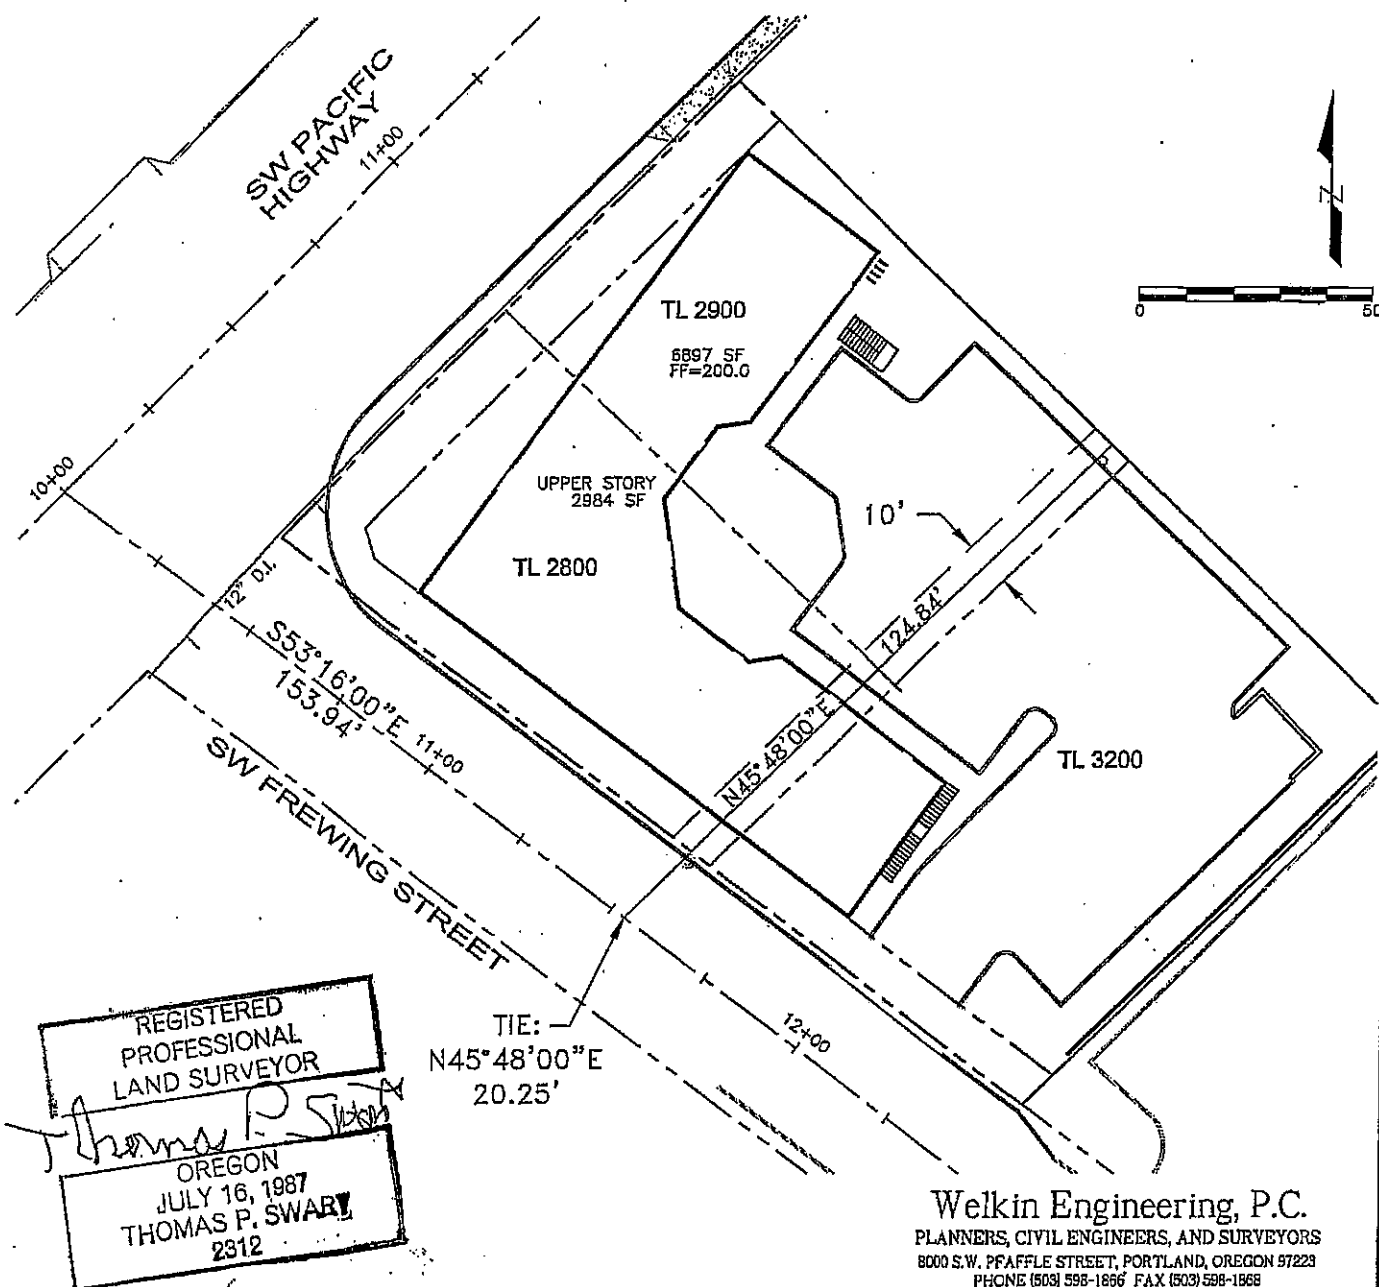 SW PACIFIC
HIGHWAY
11+00
10+00
12" D.I.
S53°16'00"E
153.94'
11+00
SW FREWING STREET
12+00
TL 2900
6897 SF
FF=200.0
UPPER STORY
2984 SF
TL 2800
10'
124.84'
N45°48'00"E
TL 3200
N
0
50
TIE:
N45°48'00"E
20.25'
REGISTERED
PROFESSIONAL
LAND SURVEYOR
OREGON
JULY 16, 1987
THOMAS P. SWART
2312
Welkin Engineering, P.C.
PLANNERS, CIVIL ENGINEERS, AND SURVEYORS
8000 S.W. PFAFFLE STREET, PORTLAND, OREGON 97223
PHONE (503) 598-1866 FAX (503) 598-1868